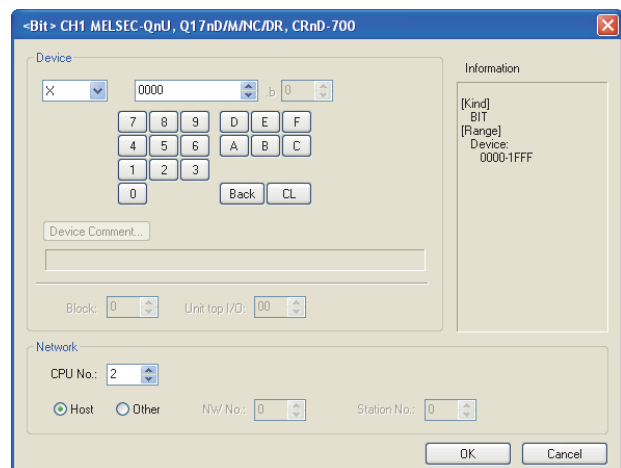 <Bit> CH1 MELSEC-QnU, Q17nD/M/NC/DR, CRnD-700
Device
X 0000 .b 0
7 8 9 D E F
4 5 6 A B C
1 2 3
0 Back CL
Device Comment...
Block: 0 Unit top I/O: 00
Information
[Kind]
BIT
[Range]
Device:
0000-1FFF
Network
CPU No.: 2
Host Other NW No.: 0 Station No.: 0
OK Cancel